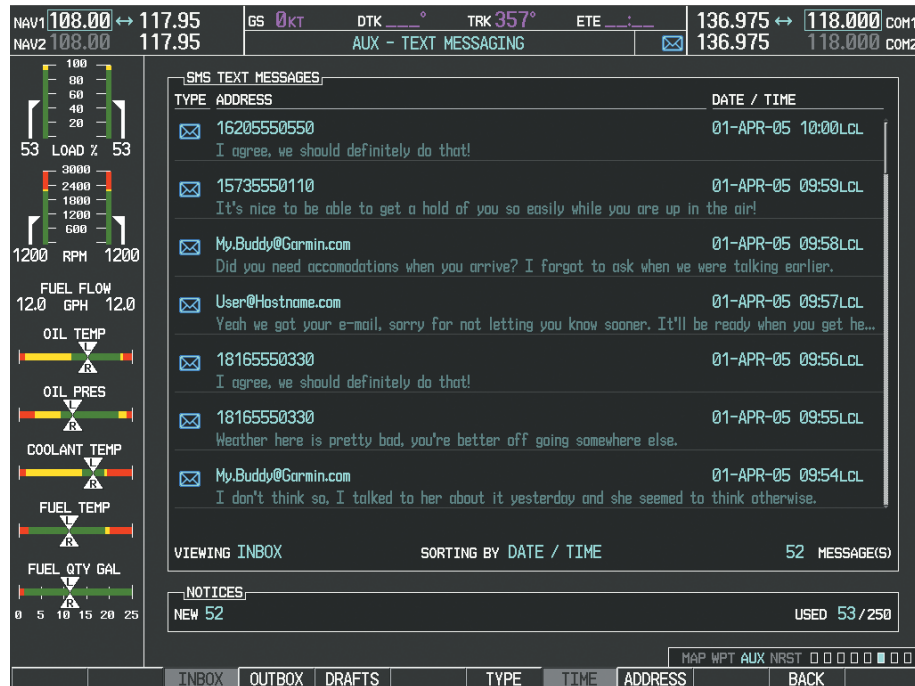 NAV1 108.00 ↔ 117.95
NAV2 108.00 117.95
GS 0KT DTK ___° TRK 357° ETE __:__
AUX - TEXT MESSAGING
136.975 ↔ 118.000 COM1
136.975 118.000 COM2
100
80
60
40
20
53 LOAD % 53
3000
2400
1800
1200
600
1200 RPM 1200
FUEL FLOW
12.0 GPH 12.0
OIL TEMP
L
R
OIL PRES
L
R
COOLANT TEMP
L
R
FUEL TEMP
L
R
FUEL QTY GAL
L
R
0 5 10 15 20 25
SMS TEXT MESSAGES
TYPE ADDRESS DATE / TIME
16205550550 01-APR-05 10:00LCL
I agree, we should definitely do that!
15735550110 01-APR-05 09:59LCL
It's nice to be able to get a hold of you so easily while you are up in the air!
My.Buddy@Garmin.com 01-APR-05 09:58LCL
Did you need accomodations when you arrive? I forgot to ask when we were talking earlier.
User@Hostname.com 01-APR-05 09:57LCL
Yeah we got your e-mail, sorry for not letting you know sooner. It'll be ready when you get he...
18165550330 01-APR-05 09:56LCL
I agree, we should definitely do that!
18165550330 01-APR-05 09:55LCL
Weather here is pretty bad, you're better off going somewhere else.
My.Buddy@Garmin.com 01-APR-05 09:54LCL
I don't think so, I talked to her about it yesterday and she seemed to think otherwise.
VIEWING INBOX SORTING BY DATE / TIME 52 MESSAGE(S)
NOTICES
NEW 52 USED 53/250
MAP WPT AUX NRST
INBOX OUTBOX DRAFTS TYPE TIME ADDRESS BACK